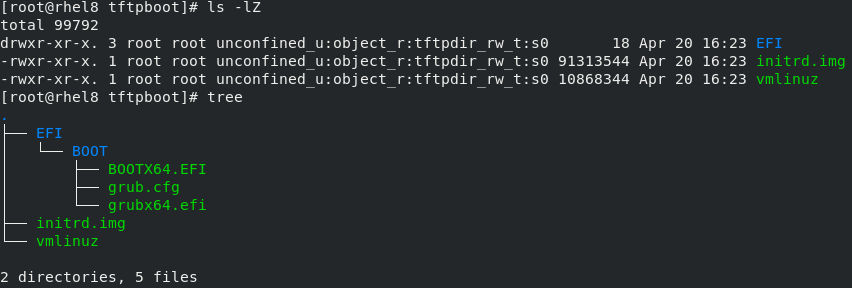 [root@rhel8 tftpboot]# ls -lZ
total 99792
drwxr-xr-x. 3 root root unconfined_u:object_r:tftpdir_rw_t:s0       18 Apr 20 16:23 EFI
-rwxr-xr-x. 1 root root unconfined_u:object_r:tftpdir_rw_t:s0 91313544 Apr 20 16:23 initrd.img
-rwxr-xr-x. 1 root root unconfined_u:object_r:tftpdir_rw_t:s0 10868344 Apr 20 16:23 vmlinuz
[root@rhel8 tftpboot]# tree
.
├── EFI
│   └── BOOT
│       ├── BOOTX64.EFI
│       ├── grub.cfg
│       └── grubx64.efi
├── initrd.img
└── vmlinuz

2 directories, 5 files